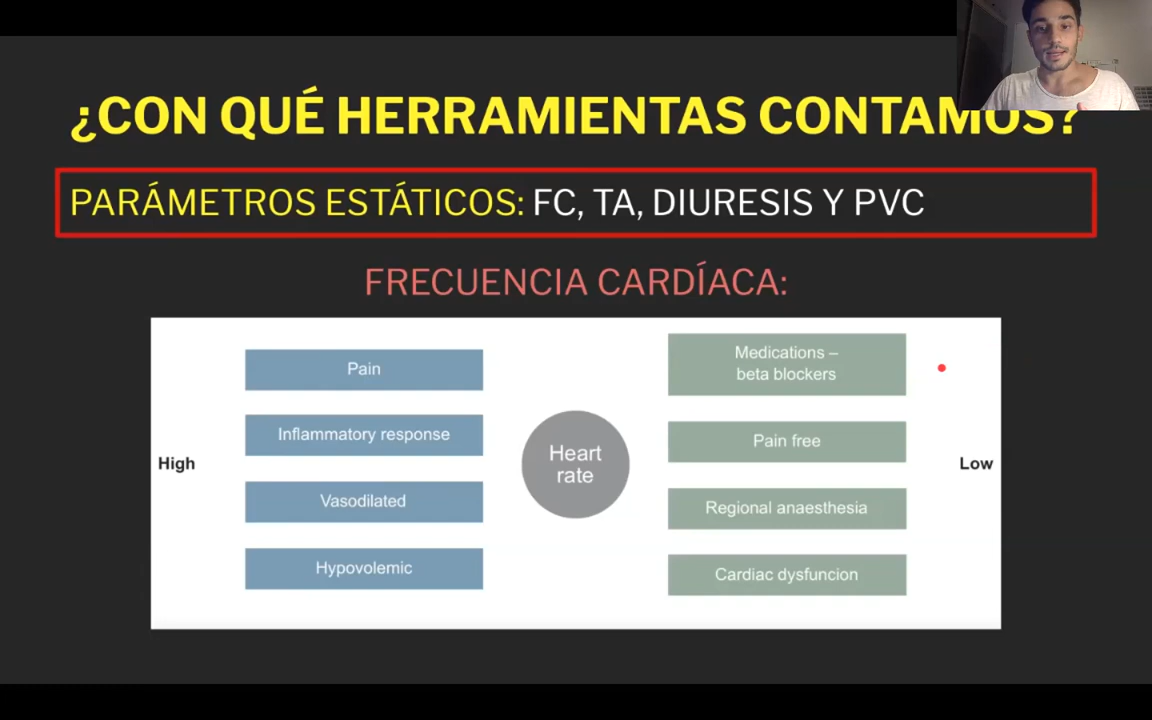 ¿CON QUÉ HERRAMIENTAS CONTAMOS?
PARÁMETROS ESTÁTICOS: FC, TA, DIURESIS Y PVC
FRECUENCIA CARDÍACA:
High
Pain
Inflammatory response
Vasodilated
Hypovolemic
Heart
rate
Medications –
beta blockers
Pain free
Regional anaesthesia
Cardiac dysfuncion
Low